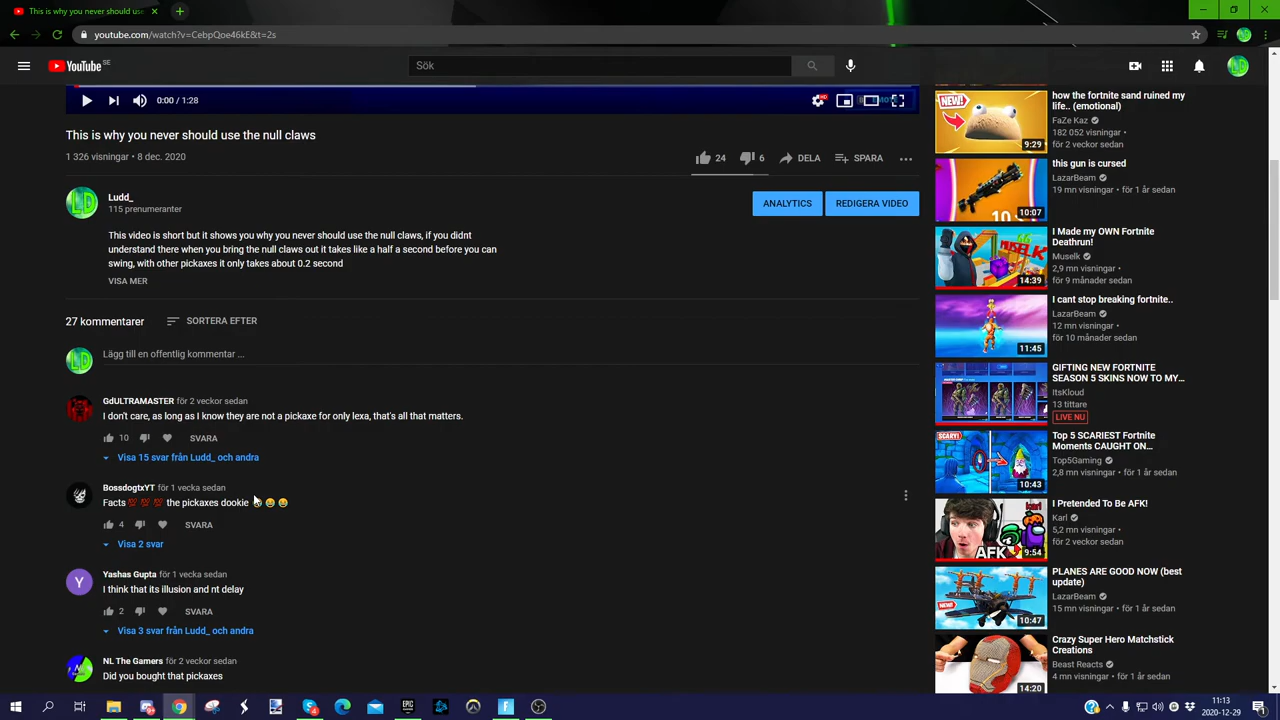 This is why you never should use
youtube.com/watch?v=CebpQoe46kE&t=2s
YouTube SE
Sök
0:00 / 1:28
This is why you never should use the null claws
1 326 visningar • 8 dec. 2020
24
6
DELA
SPARA
Ludd_
115 prenumeranter
ANALYTICS
REDIGERA VIDEO
This video is short but it shows you why you never should use the null claws, if you didnt
understand there when you bring the null claws out it takes like a half a second before you can
swing, with other pickaxes it only takes about 0.2 second
VISA MER
27 kommentarer
SORTERA EFTER
LD
Lägg till en offentlig kommentar ...
GdULTRAMASTER för 2 veckor sedan
I don't care, as long as I know they are not a pickaxe for only bots, that's all that matters.
10
SVARA
Visa 15 svar från Ludd_ och andra
BossdogtxYT för 1 vecka sedan
Facts 💯 💯 💯 the pickaxes dookie
4
SVARA
Visa 2 svar
Y
Yashas Gupta för 1 vecka sedan
I think that its illusion and nt delay
2
SVARA
Visa 3 svar från Ludd_ och andra
NL The Gamers för 2 veckor sedan
Did you bought that pickaxes
NEW!
9:29
how the fortnite sand ruined my
life.. (emotional)
FaZe Kaz
182 052 visningar •
för 2 veckor sedan
10:07
this gun is cursed
LazarBeam
19 mn visningar • för 1 år sedan
14:39
I Made my OWN Fortnite
Deathrun!
Muselk
2,9 mn visningar •
för 9 månader sedan
11:45
I cant stop breaking fortnite..
LazarBeam
12 mn visningar •
för 10 månader sedan
GIFTING NEW FORTNITE
SEASON 5 SKINS NOW TO MY...
ItsKloud
13 tittare
LIVE NU
SCARY!
10:43
Top 5 SCARIEST Fortnite
Moments CAUGHT ON...
Top5Gaming
2,8 mn visningar • för 1 år sedan
karl
AFK
9:54
I Pretended To Be AFK!
Karl
5,2 mn visningar •
för 2 veckor sedan
NEW!
10:47
PLANES ARE GOOD NOW (best
update)
LazarBeam
15 mn visningar • för 1 år sedan
14:20
Crazy Super Hero Matchstick
Creations
Beast Reacts
4 mn visningar • för 1 år sedan
11:13
2020-12-29